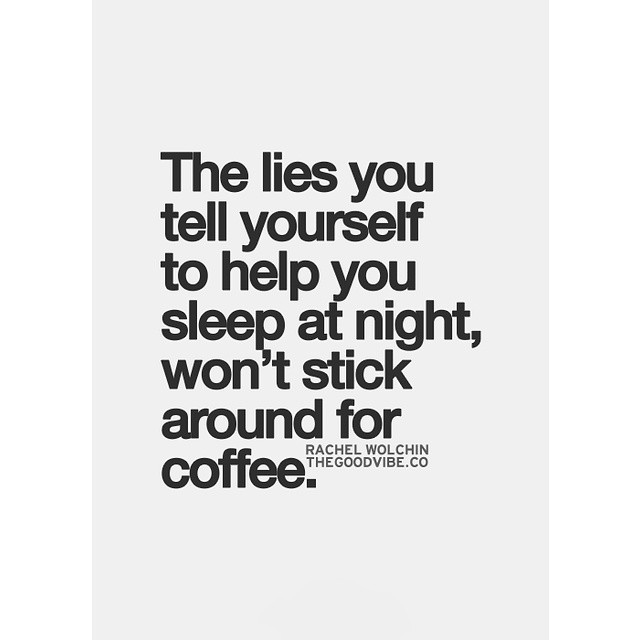 The lies you
tell yourself
to help you
sleep at night,
won't stick
around for
coffee.
RACHEL WOLCHIN
THEGOODVIBE.CO